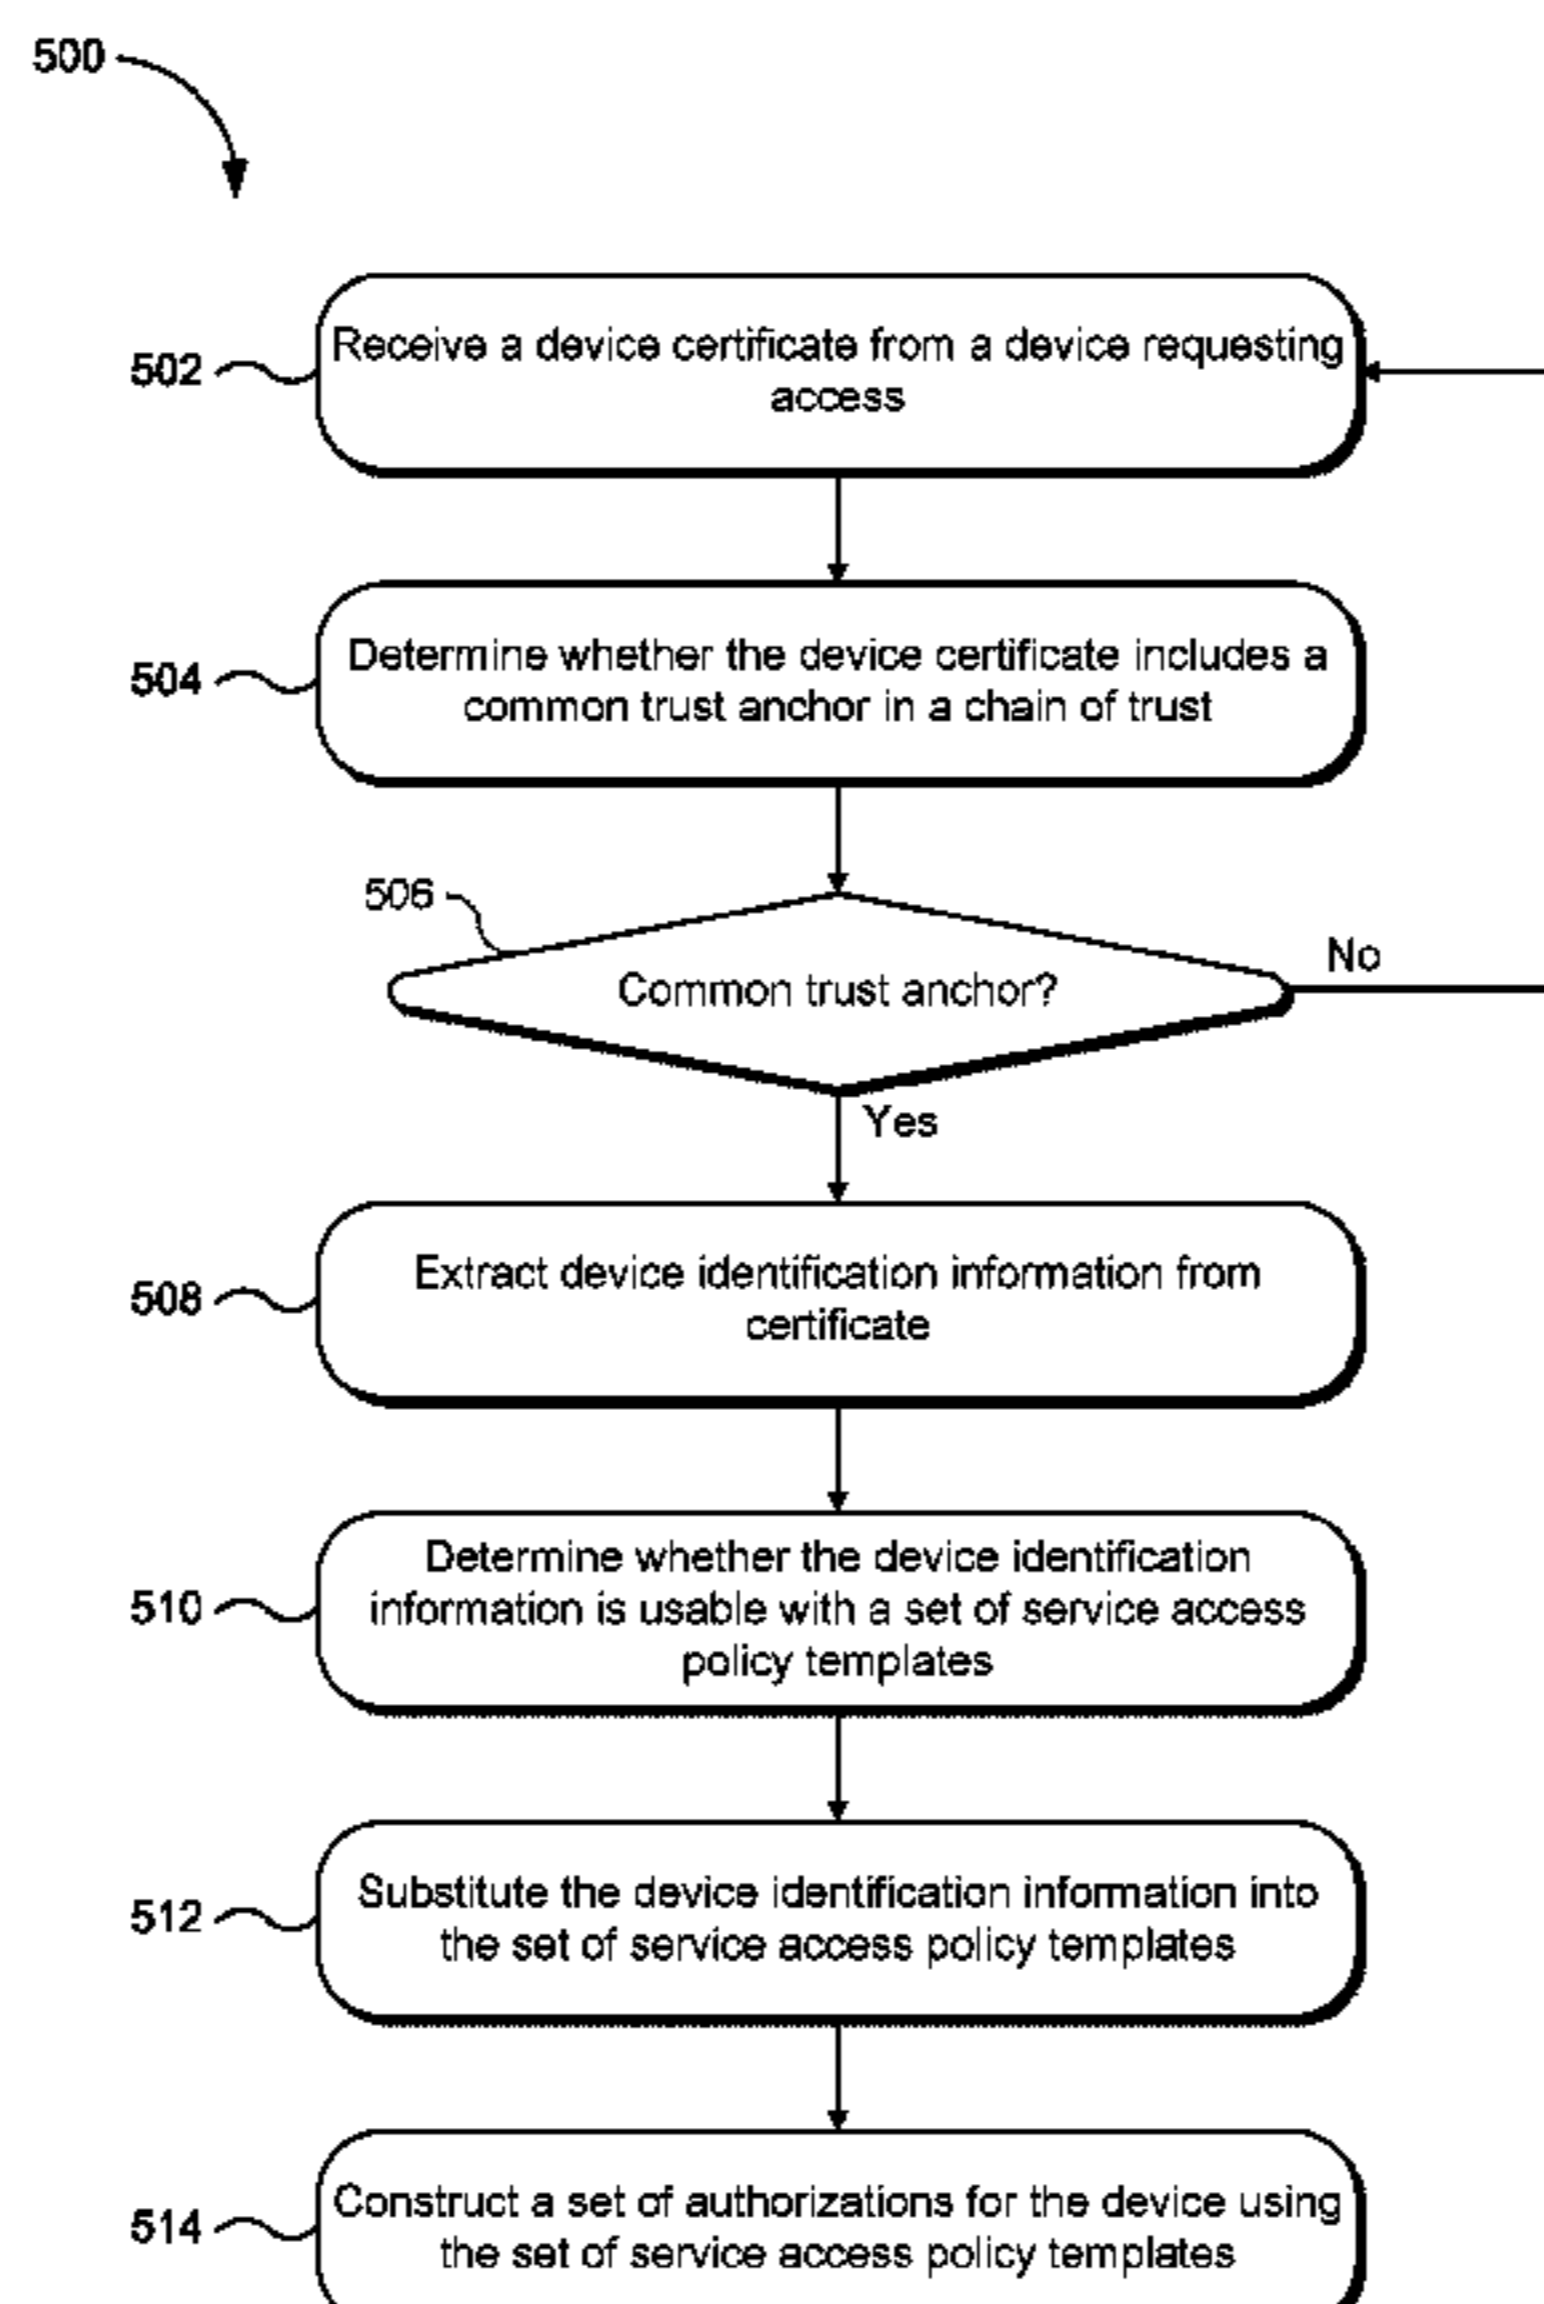 500
502
Receive a device certificate from a device requesting
access
504
Determine whether the device certificate includes a
common trust anchor in a chain of trust
506
Common trust anchor?
No
Yes
508
Extract device identification information from
certificate
510
Determine whether the device identification
information is usable with a set of service access
policy templates
512
Substitute the device identification information into
the set of service access policy templates
514
Construct a set of authorizations for the device using
the set of service access policy templates